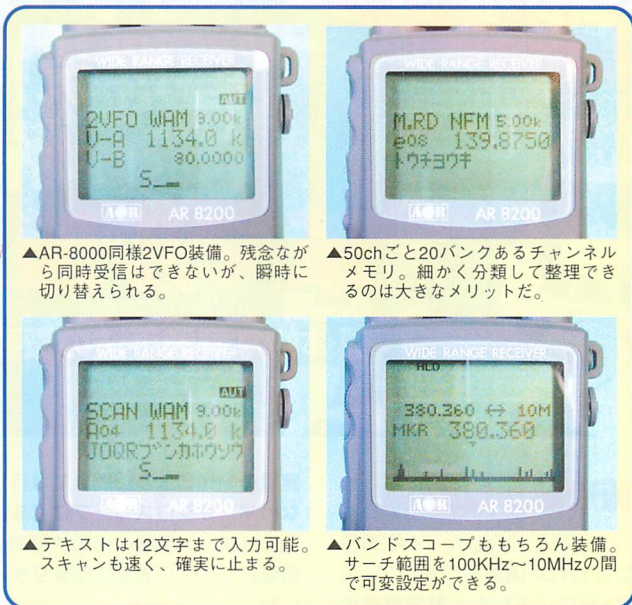 WIDE RANGE RECEIVER
AUT
2VFO WAM 9.00k
V-A 1134.0 k
V-B 80.0000
S
AOR AR 8200
▲AR-8000同様2VFO装備。残念なが
ら同時受信はできないが、瞬時に
切り替えられる。
WIDE RANGE RECEIVER
M.RD NFM 5.00k
e08 139.8750
トウチヨウキ
AOR AR 8200
▲50chごと20バンクあるチャンネル
メモリ。細かく分類して整理でき
るのは大きなメリットだ。
WIDE RANGE RECEIVER
AUT
SCAN WAM 9.00k
A04 1134.0 k
JOQRブンカホウソウ
S
AOR AR 8200
▲テキストは12文字まで入力可能。
スキャンも速く、確実に止まる。
WIDE RANGE RECEIVER
HLD
380.360 ↔ 10M
MKR 380.360
AOR AR 8200
▲バンドスコープももちろん装備。
サーチ範囲を100KHz～10MHzの間
で可変設定ができる。